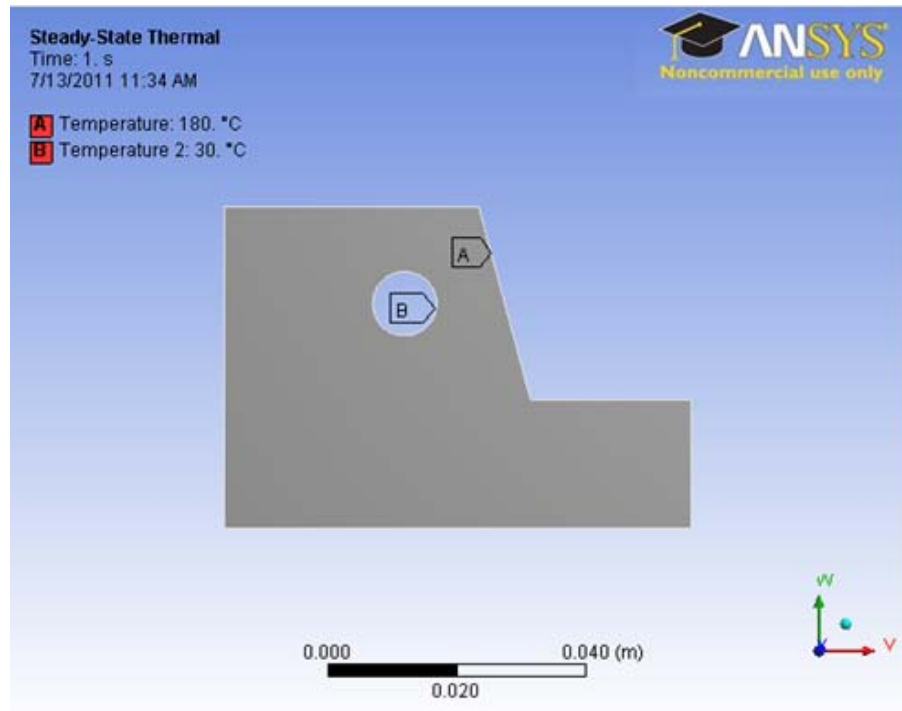 Steady-State Thermal
Time: 1. s
7/13/2011 11:34 AM
A Temperature: 180. °C
B Temperature 2: 30. °C
ANSYS
Noncommercial use only
A
B
0.000 0.040 (m)
0.020
W
V